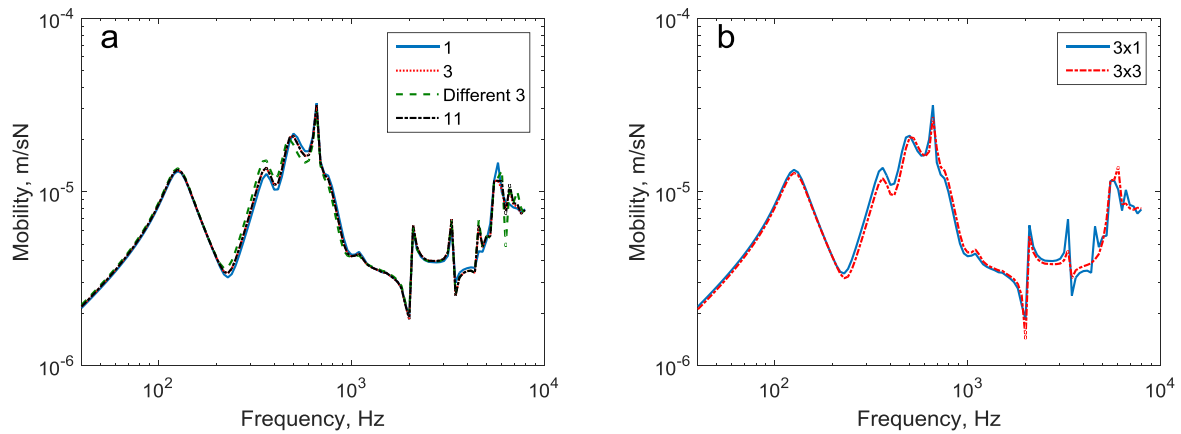 a
1
3
Different 3
11
10^-4
10^-5
10^-6
10^2
10^3
10^4
Mobility, m/sN
Frequency, Hz
b
3x1
3x3
10^-4
10^-5
10^-6
10^2
10^3
10^4
Mobility, m/sN
Frequency, Hz